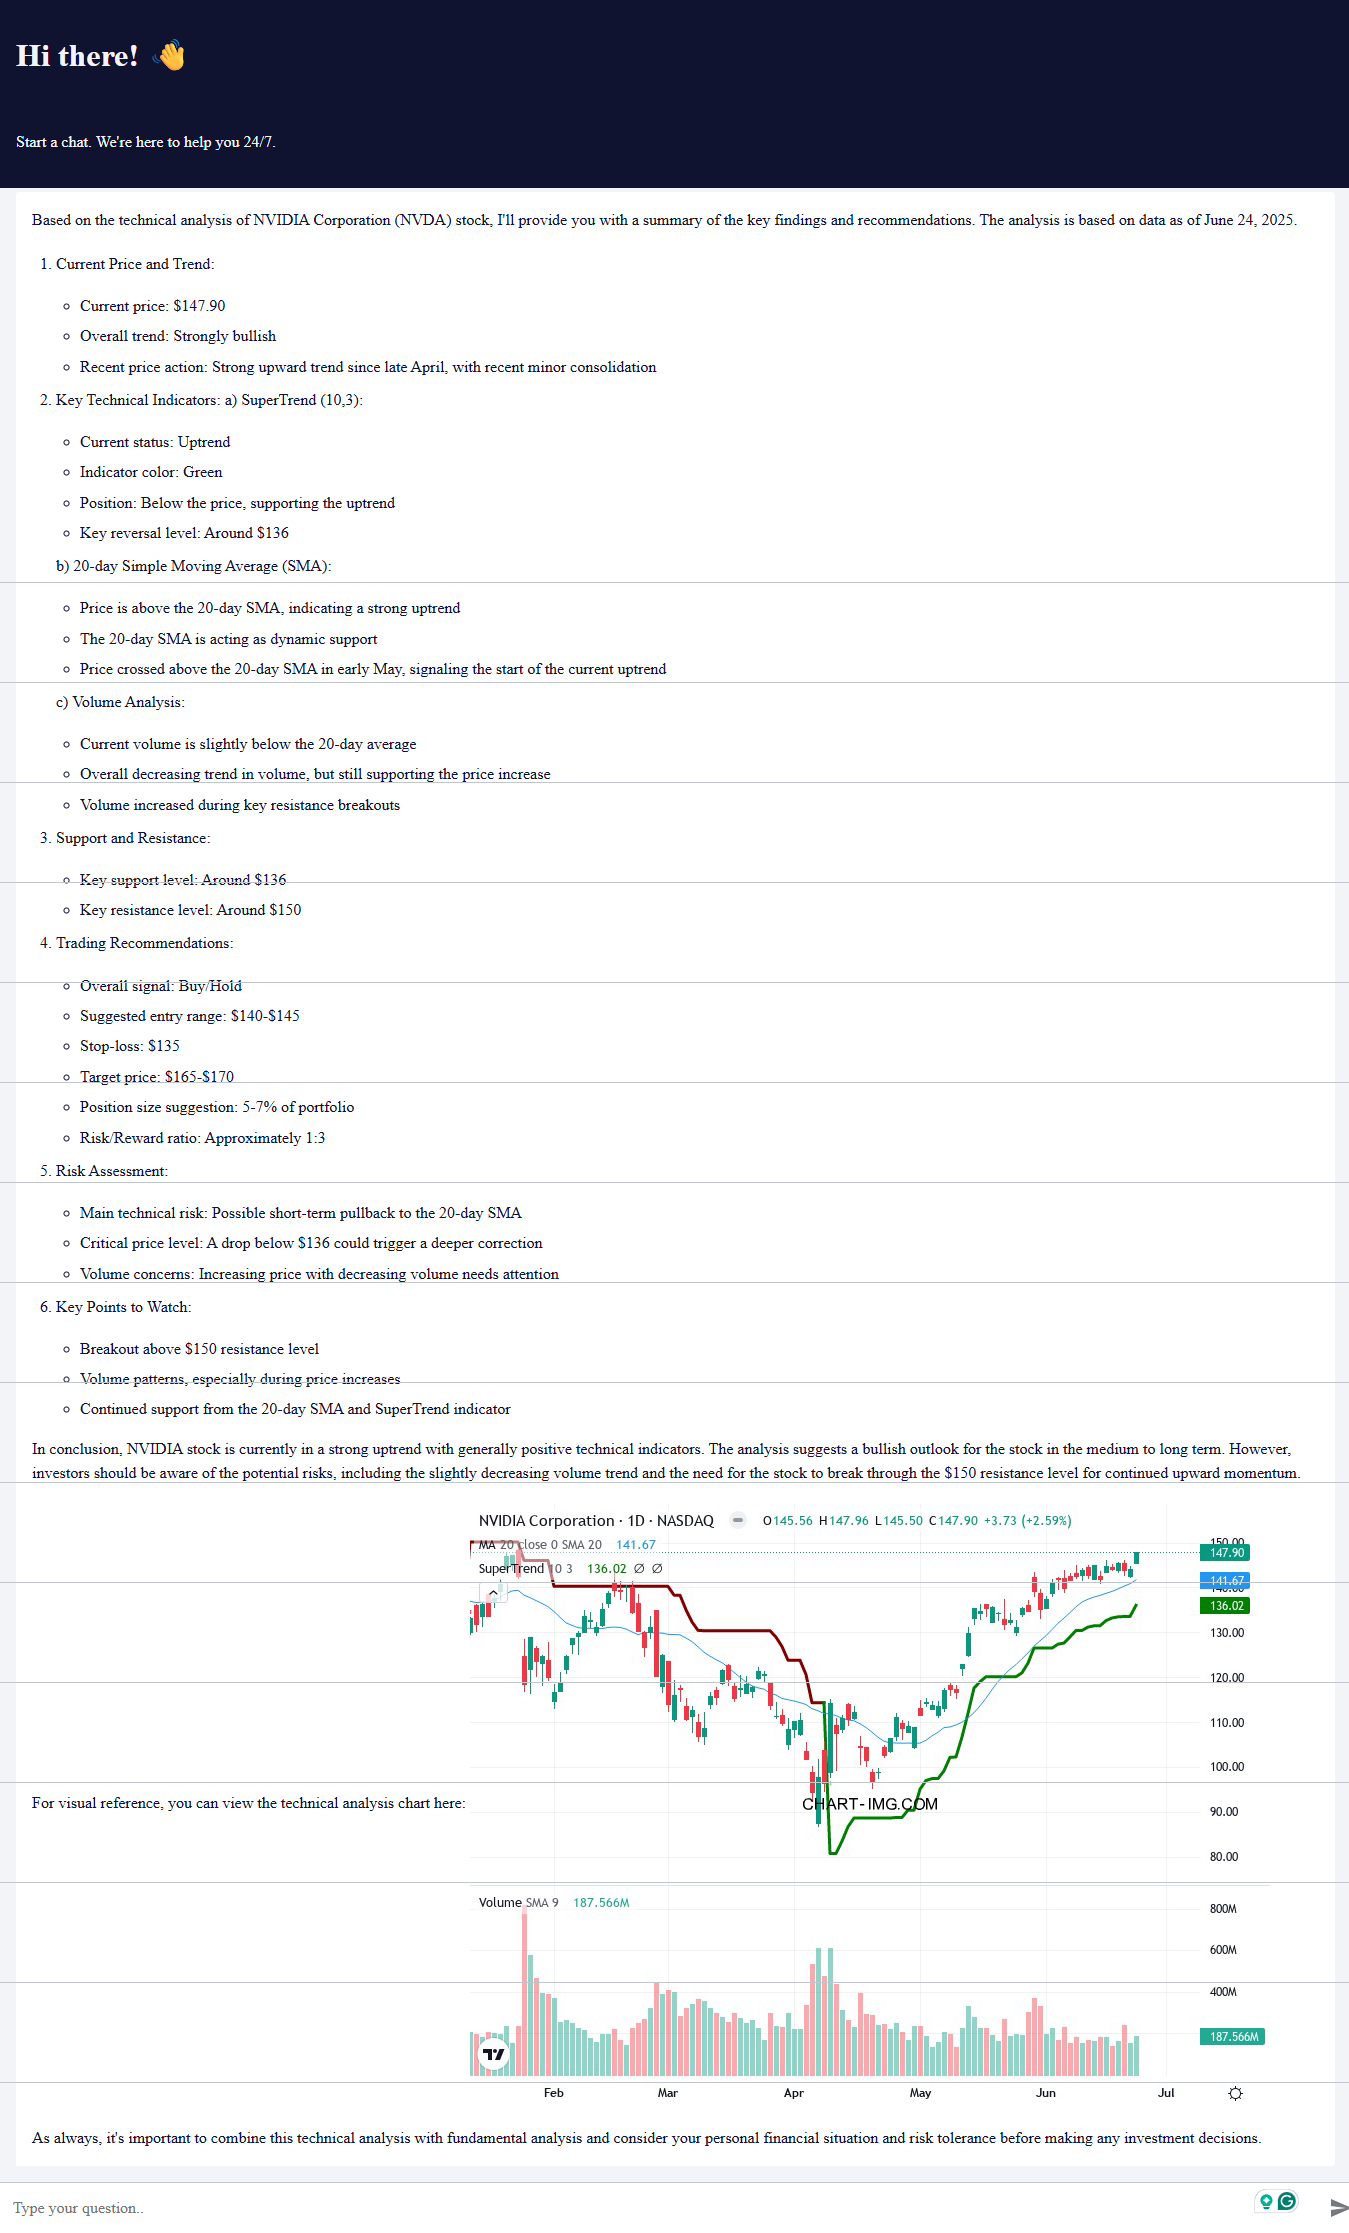 Hi there! 👋
Start a chat. We're here to help you 24/7.
Based on the technical analysis of NVIDIA Corporation (NVDA) stock, I'll provide you with a summary of the key findings and recommendations. The analysis is based on data as of June 24, 2025.
1. Current Price and Trend:
Current price: $147.90
Overall trend: Strongly bullish
Recent price action: Strong upward trend since late April, with recent minor consolidation
2. Key Technical Indicators: a) SuperTrend (10,3):
Current status: Uptrend
Indicator color: Green
Position: Below the price, supporting the uptrend
Key reversal level: Around $136
b) 20-day Simple Moving Average (SMA):
Price is above the 20-day SMA, indicating a strong uptrend
The 20-day SMA is acting as dynamic support
Price crossed above the 20-day SMA in early May, signaling the start of the current uptrend
c) Volume Analysis:
Current volume is slightly below the 20-day average
Overall decreasing trend in volume, but still supporting the price increase
Volume increased during key resistance breakouts
3. Support and Resistance:
Key support level: Around $136
Key resistance level: Around $150
4. Trading Recommendations:
Overall signal: Buy/Hold
Suggested entry range: $140-$145
Stop-loss: $135
Target price: $165-$170
Position size suggestion: 5-7% of portfolio
Risk/Reward ratio: Approximately 1:3
5. Risk Assessment:
Main technical risk: Possible short-term pullback to the 20-day SMA
Critical price level: A drop below $136 could trigger a deeper correction
Volume concerns: Increasing price with decreasing volume needs attention
6. Key Points to Watch:
Breakout above $150 resistance level
Volume patterns, especially during price increases
Continued support from the 20-day SMA and SuperTrend indicator
In conclusion, NVIDIA stock is currently in a strong uptrend with generally positive technical indicators. The analysis suggests a bullish outlook for the stock in the medium to long term. However,
investors should be aware of the potential risks, including the slightly decreasing volume trend and the need for the stock to break through the $150 resistance level for continued upward momentum.
NVIDIA Corporation · 1D · NASDAQ O145.56 H147.96 L145.50 C147.90 +3.73 (+2.59%)
MA 20 close 0 SMA 20 141.67
SuperTrend 10 3 136.02 ∅ ∅
150.00
147.90
141.67
140.00
136.02
130.00
120.00
110.00
100.00
90.00
80.00
For visual reference, you can view the technical analysis chart here:
CHART-IMG.COM
Volume SMA 9 187.566M
800M
600M
400M
187.566M
Feb Mar Apr May Jun Jul
As always, it's important to combine this technical analysis with fundamental analysis and consider your personal financial situation and risk tolerance before making any investment decisions.
Type your question..